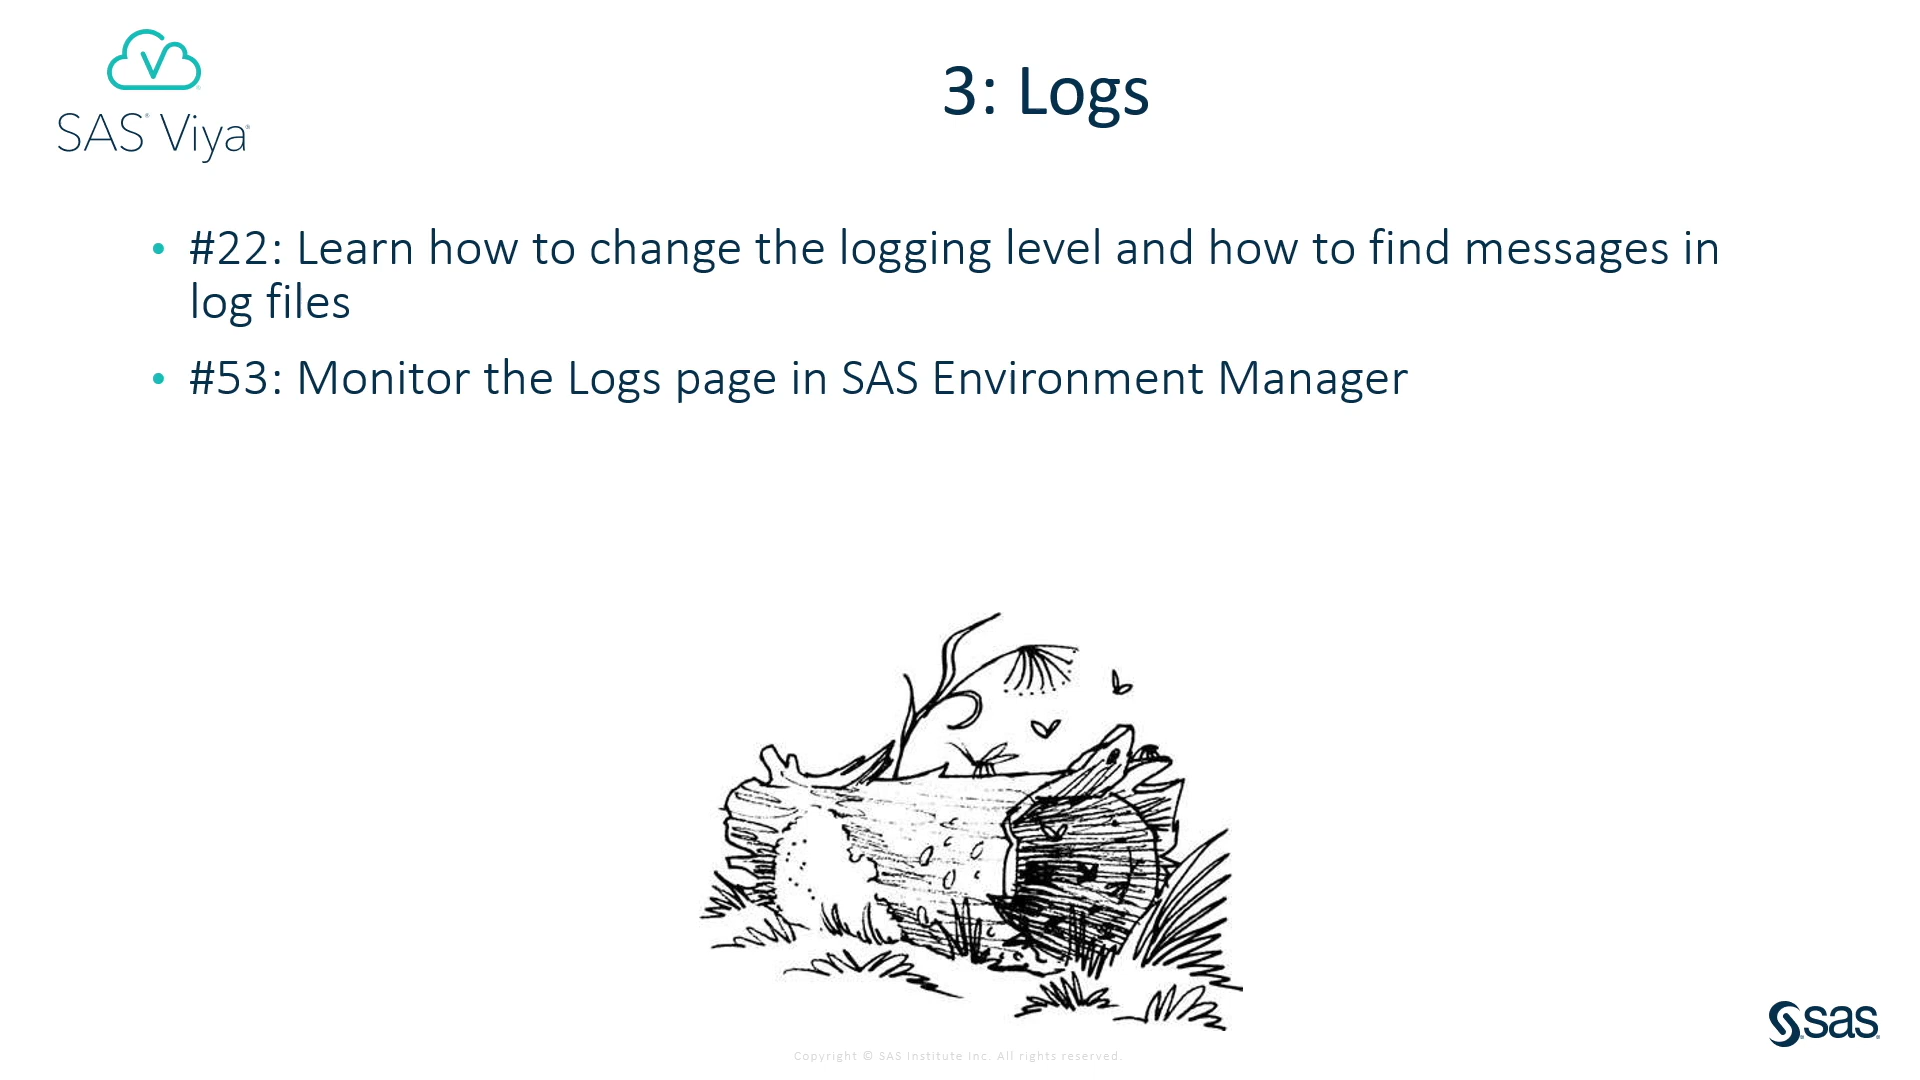 SAS® Viya®
3: Logs
• #22: Learn how to change the logging level and how to find messages in
log files
• #53: Monitor the Logs page in SAS Environment Manager
Copyright © SAS Institute Inc. All rights reserved.
sas